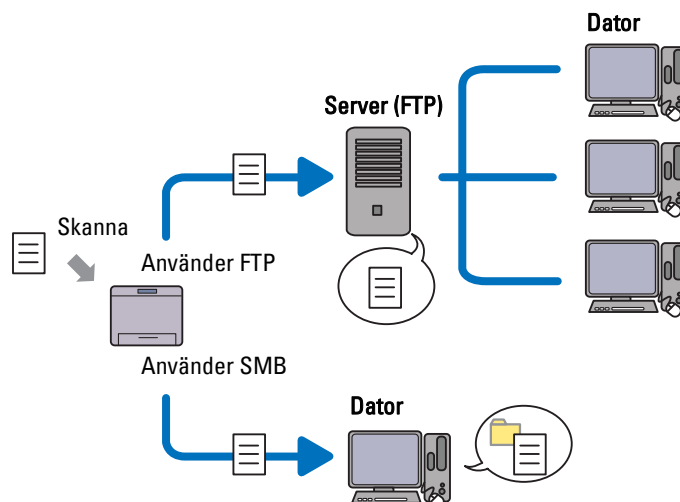 Dator
Server (FTP)
Skanna
Använder FTP
Använder SMB
Dator